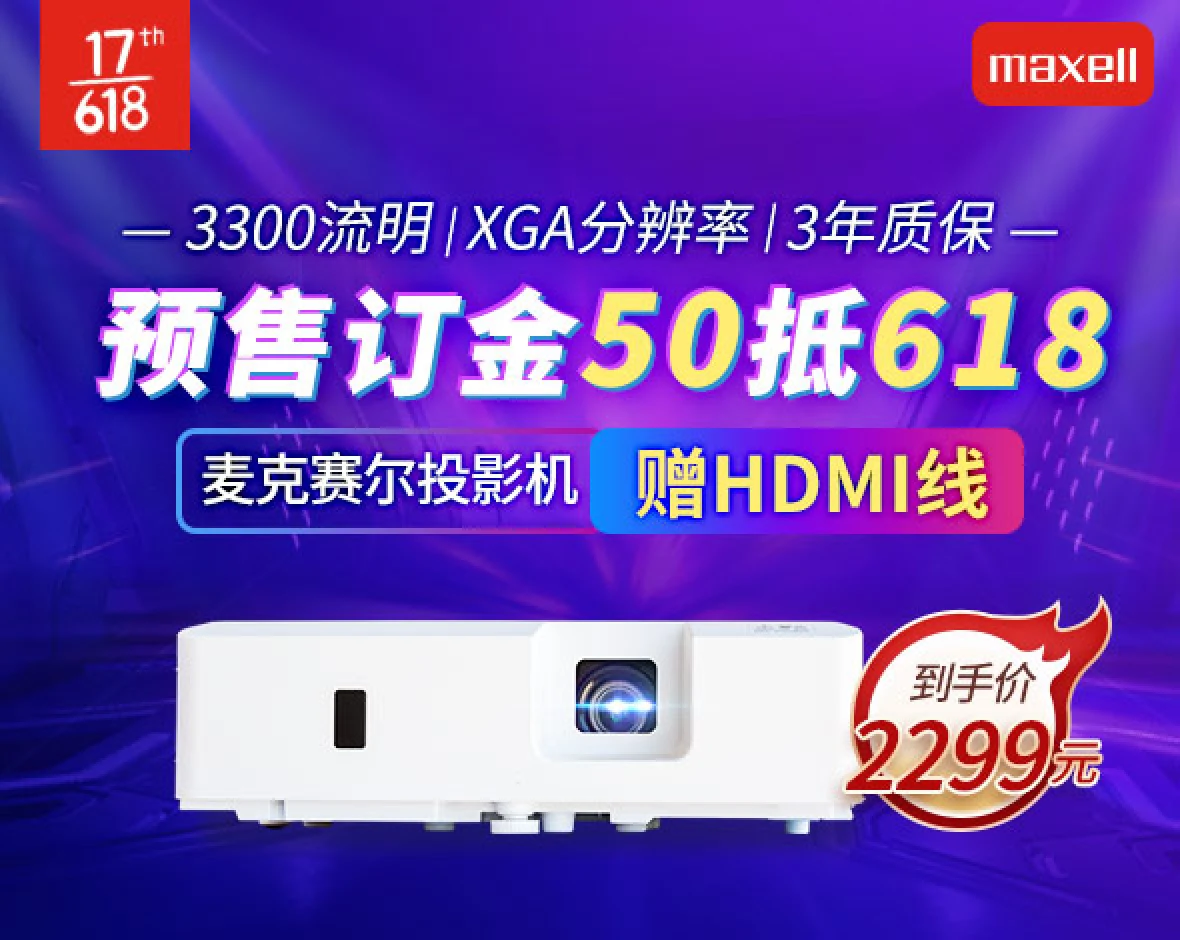 17th
618
maxell
— 3300流明 | XGA分辨率 | 3年质保 —
预售订金50抵618
麦克赛尔投影机 赠HDMI线
到手价
2299元